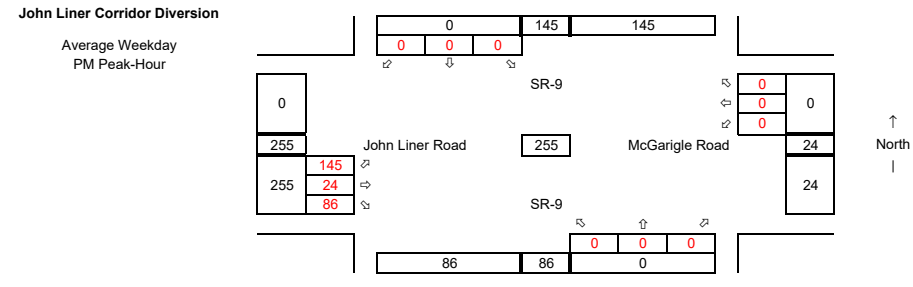 John Liner Corridor Diversion
0 145 145
Average Weekday
0 0 0
PM Peak-Hour
SR-9
0
0
0
0
0
↑
255 John Liner Road 255 McGarigle Road 24 North
|
145
255
24
24
86
SR-9
0 0 0
86 86 0